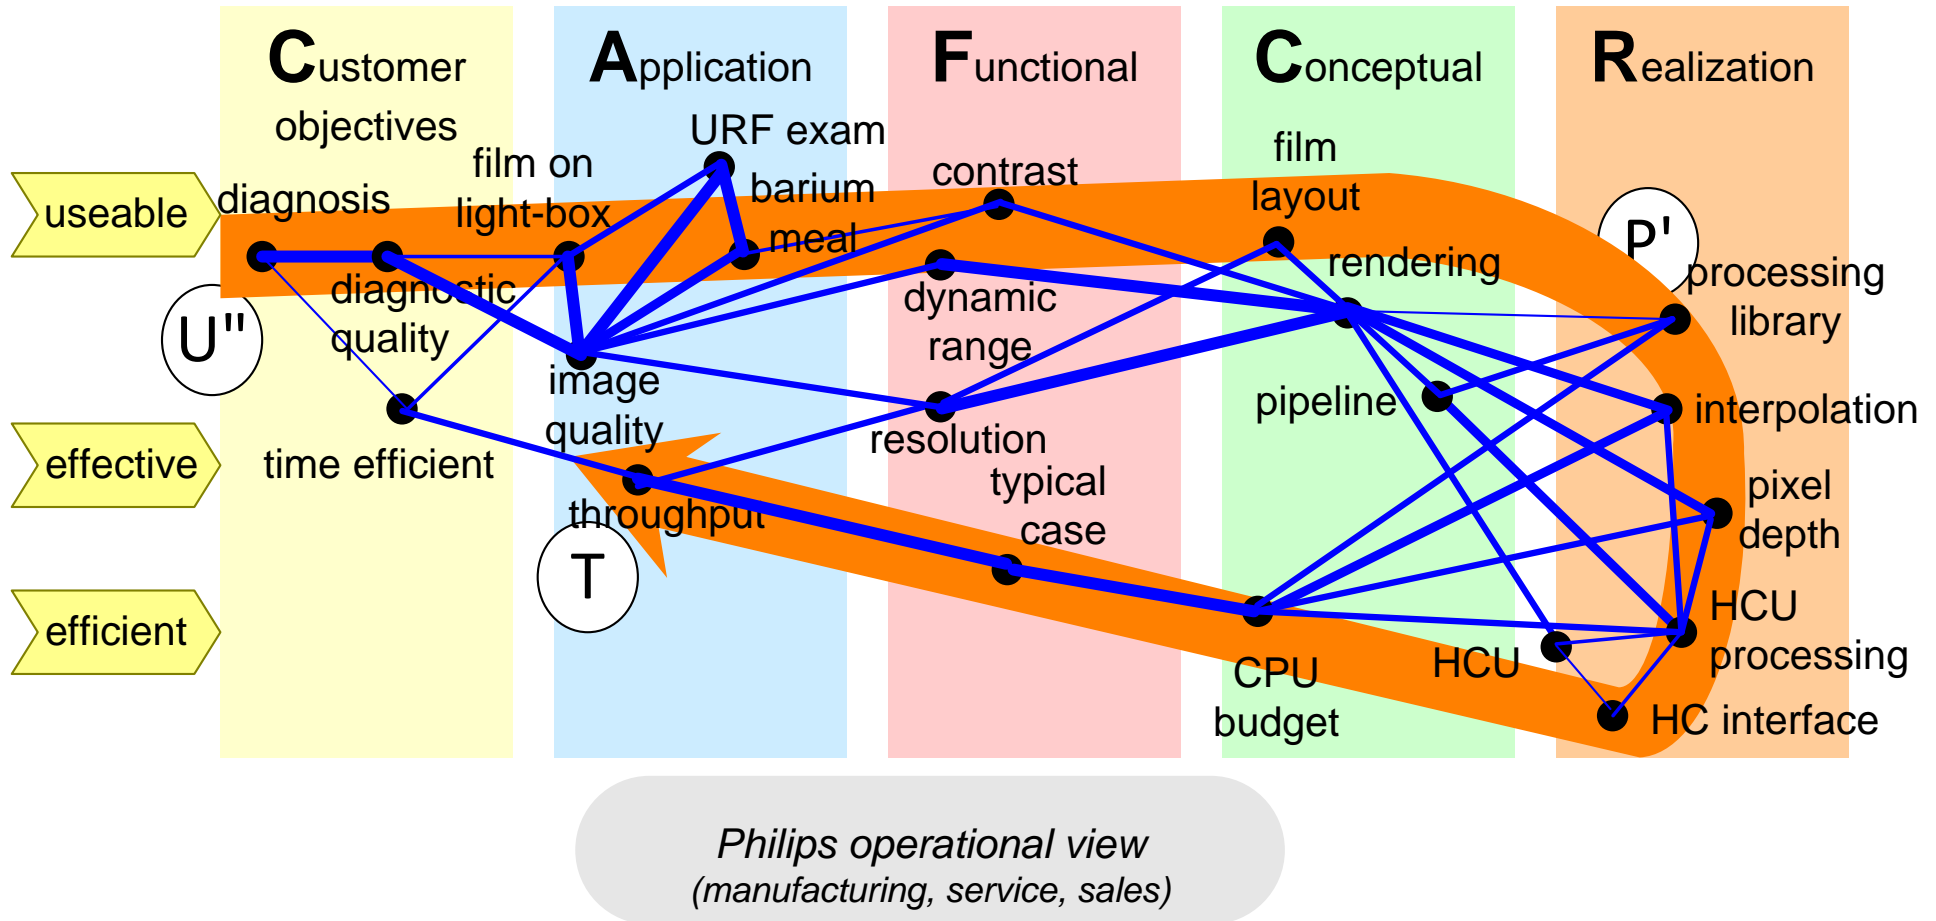 Customer
objectives
Application
Functional
Conceptual
Realization
useable
effective
efficient
diagnosis
film on
light-box
diagnostic
quality
time efficient
U"
URF exam
barium
meal
image
quality
throughput
T
contrast
dynamic
range
resolution
typical
case
film
layout
rendering
pipeline
CPU
budget
HCU
P'
processing
library
interpolation
pixel
depth
HCU
processing
HC interface
Philips operational view
(manufacturing, service, sales)